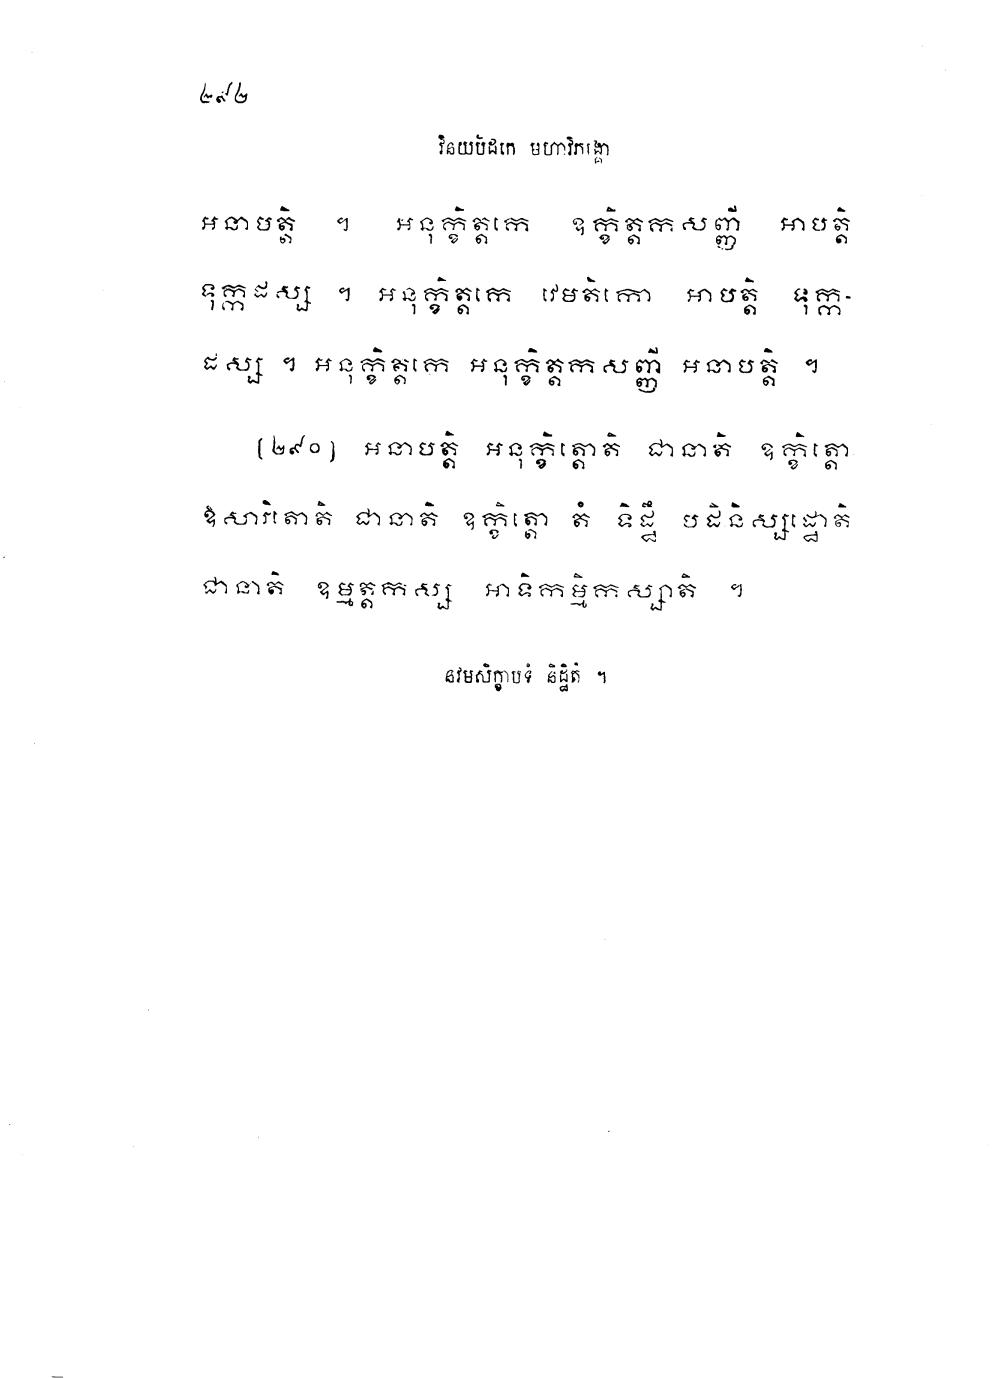 ៤៩៤
វិនយបិដកេ មហាវិភង្គោ
អនាបត្តិ ។ អនុក្ខិត្តកេ ឧក្ខិត្តកសញ្ញី អាបត្តិ
ទុក្កដស្ស ។ អនុក្ខិត្តកេ វេមតិកោ អាបត្តិ ទុក្ក-
ដស្ស ។ អនុក្ខិត្តកេ អនុក្ខិត្តកសញ្ញី អនាបត្តិ ។
(២៩០) អនាបត្តិ អនុក្ខិត្តោតិ ជានាតិ ឧក្ខិត្តោ
ឱសារិតោតិ ជានាតិ ឧក្ខិត្តោ តំ ទិដ្ឋឹ បដិនិស្សដ្ឋោតិ
ជានាតិ ឧម្មត្តកស្ស អាទិកម្មិកស្សាតិ ។
នវមសិក្ខាបទំ និដ្ឋិតំ ។